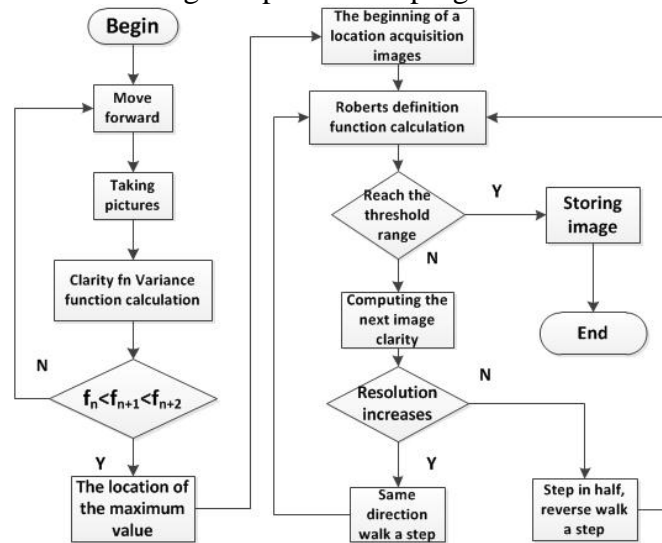 Begin
Move
forward
Taking
pictures
Clarity fn Variance
function calculation
N
fn<fn+1<fn+2
Y
The location of
the maximum
value
The beginning of a
location acquisition
images
Roberts definition
function calculation
Reach the
threshold
range
Y
Storing
image
End
N
Computing the
next image
clarity
Resolution
increases
N
Y
Same
direction
walk a step
Step in half,
reverse walk
a step